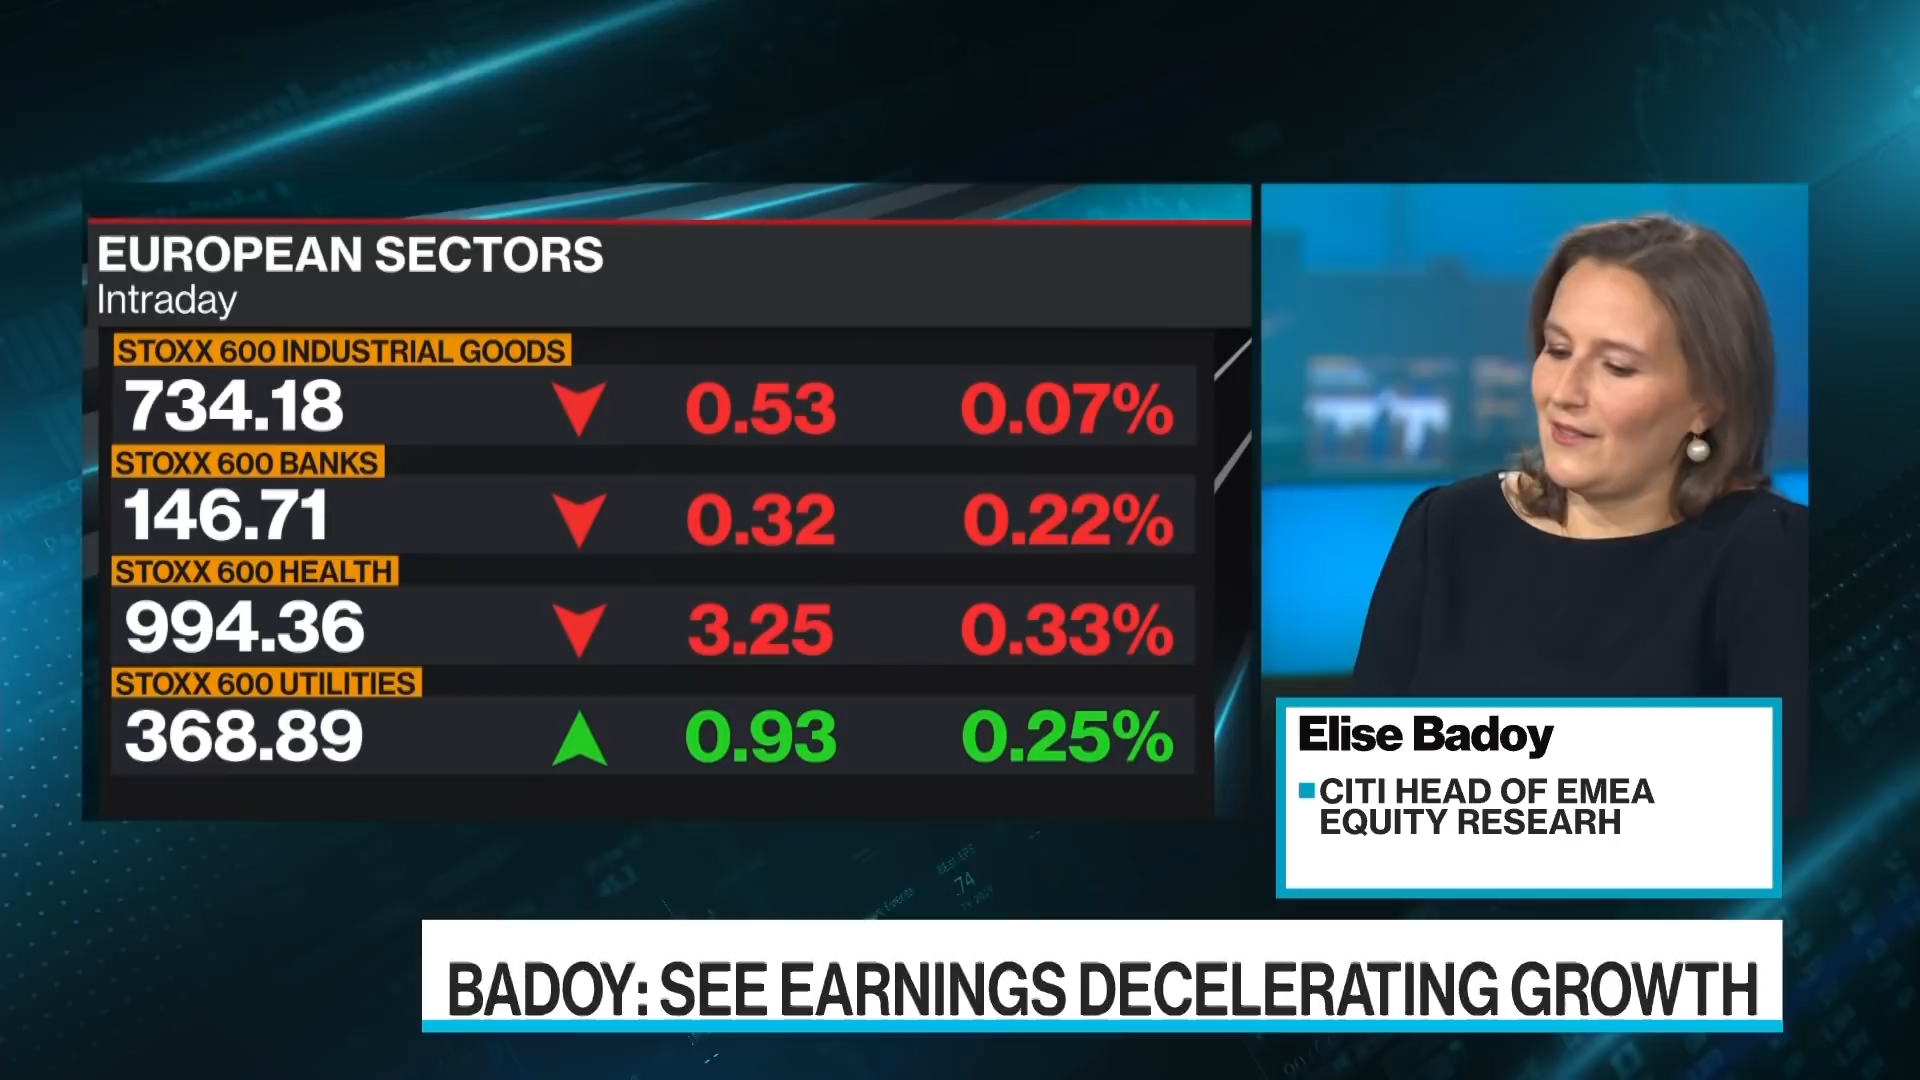 EUROPEAN SECTORS
Intraday
STOXX 600 INDUSTRIAL GOODS
734.18 0.53 0.07%
STOXX 600 BANKS
146.71 0.32 0.22%
STOXX 600 HEALTH
994.36 3.25 0.33%
STOXX 600 UTILITIES
368.89 0.93 0.25%
Elise Badoy
CITI HEAD OF EMEA
EQUITY RESEARH
BADOY: SEE EARNINGS DECELERATING GROWTH